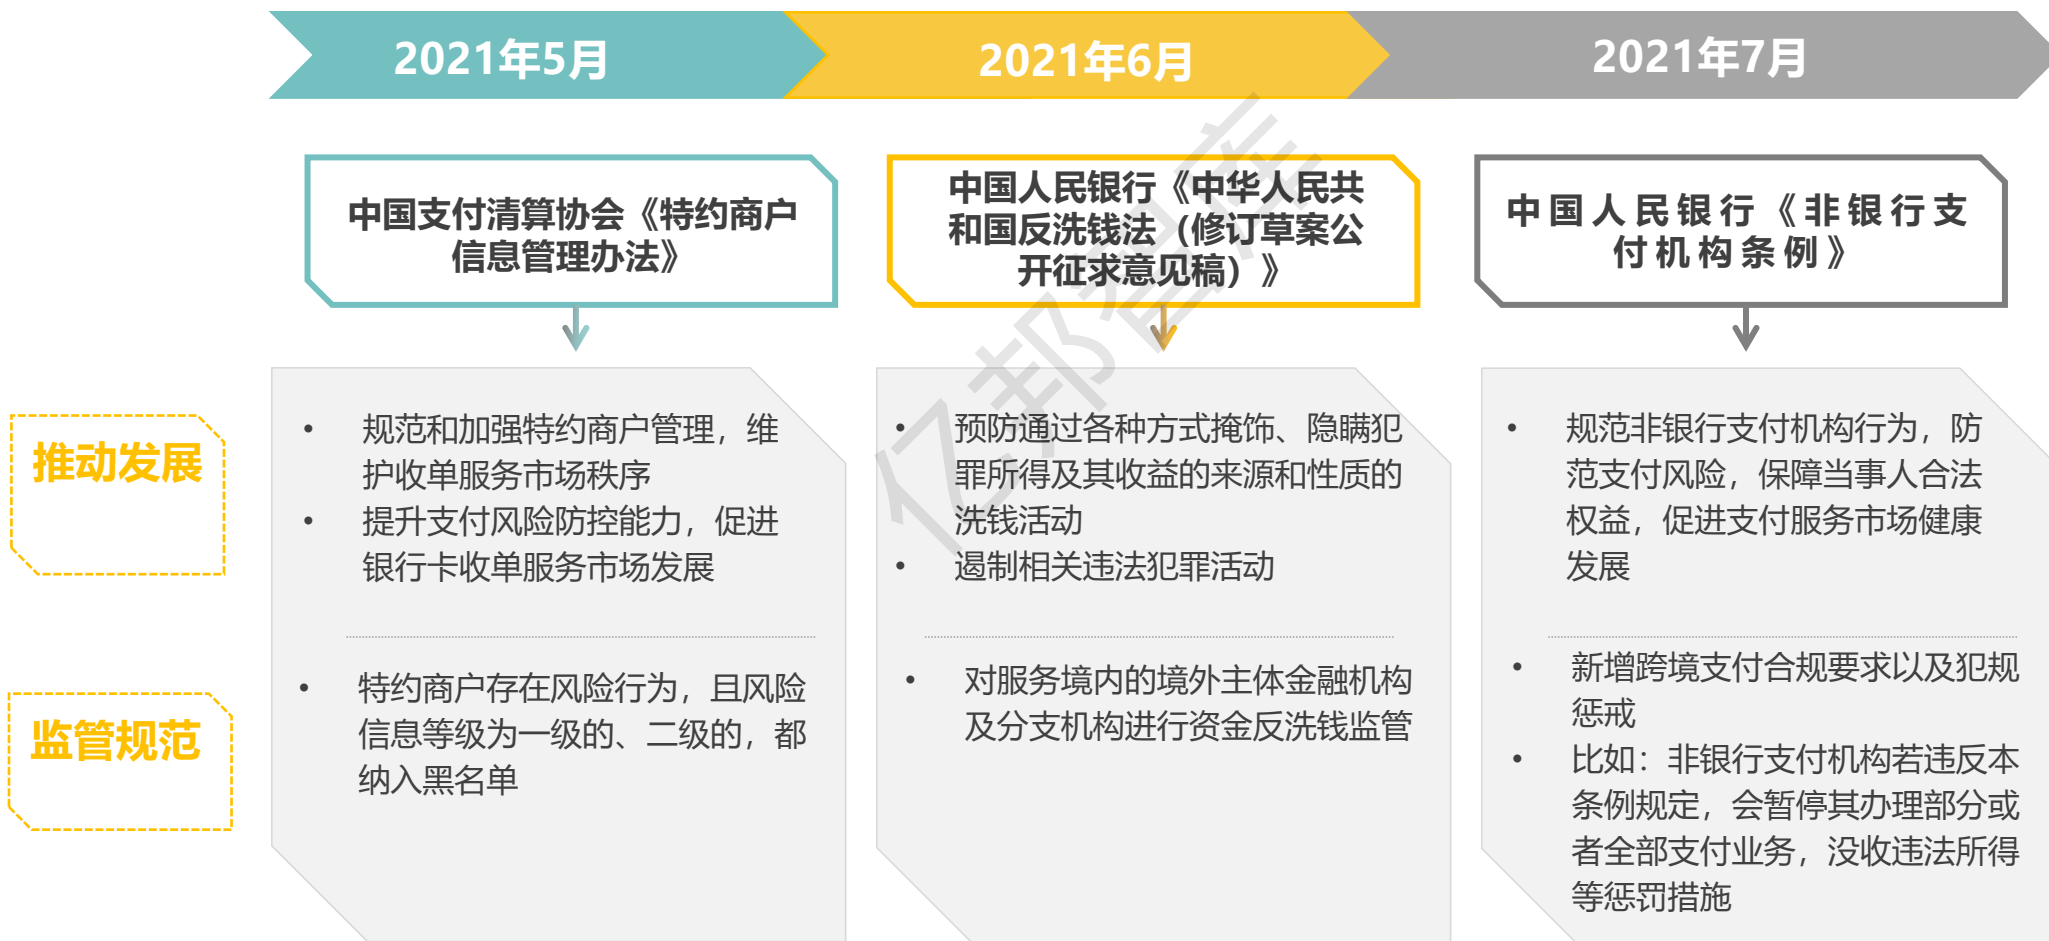 2021年5月
2021年6月
2021年7月
中国支付清算协会《特约商户
信息管理办法》
中国人民银行《中华人民共
和国反洗钱法（修订草案公
开征求意见稿）》
中国人民银行《非银行支
付机构条例》
推动发展
• 规范和加强特约商户管理，维
护收单服务市场秩序
• 提升支付风险防控能力，促进
银行卡收单服务市场发展
• 预防通过各种方式掩饰、隐瞒犯
罪所得及其收益的来源和性质的
洗钱活动
• 遏制相关违法犯罪活动
• 规范非银行支付机构行为，防
范支付风险，保障当事人合法
权益，促进支付服务市场健康
发展
监管规范
• 特约商户存在风险行为，且风险
信息等级为一级的、二级的，都
纳入黑名单
• 对服务境内的境外主体金融机构
及分支机构进行资金反洗钱监管
• 新增跨境支付合规要求以及犯规
惩戒
• 比如：非银行支付机构若违反本
条例规定，会暂停其办理部分或
者全部支付业务，没收违法所得
等惩罚措施
亿邦智库